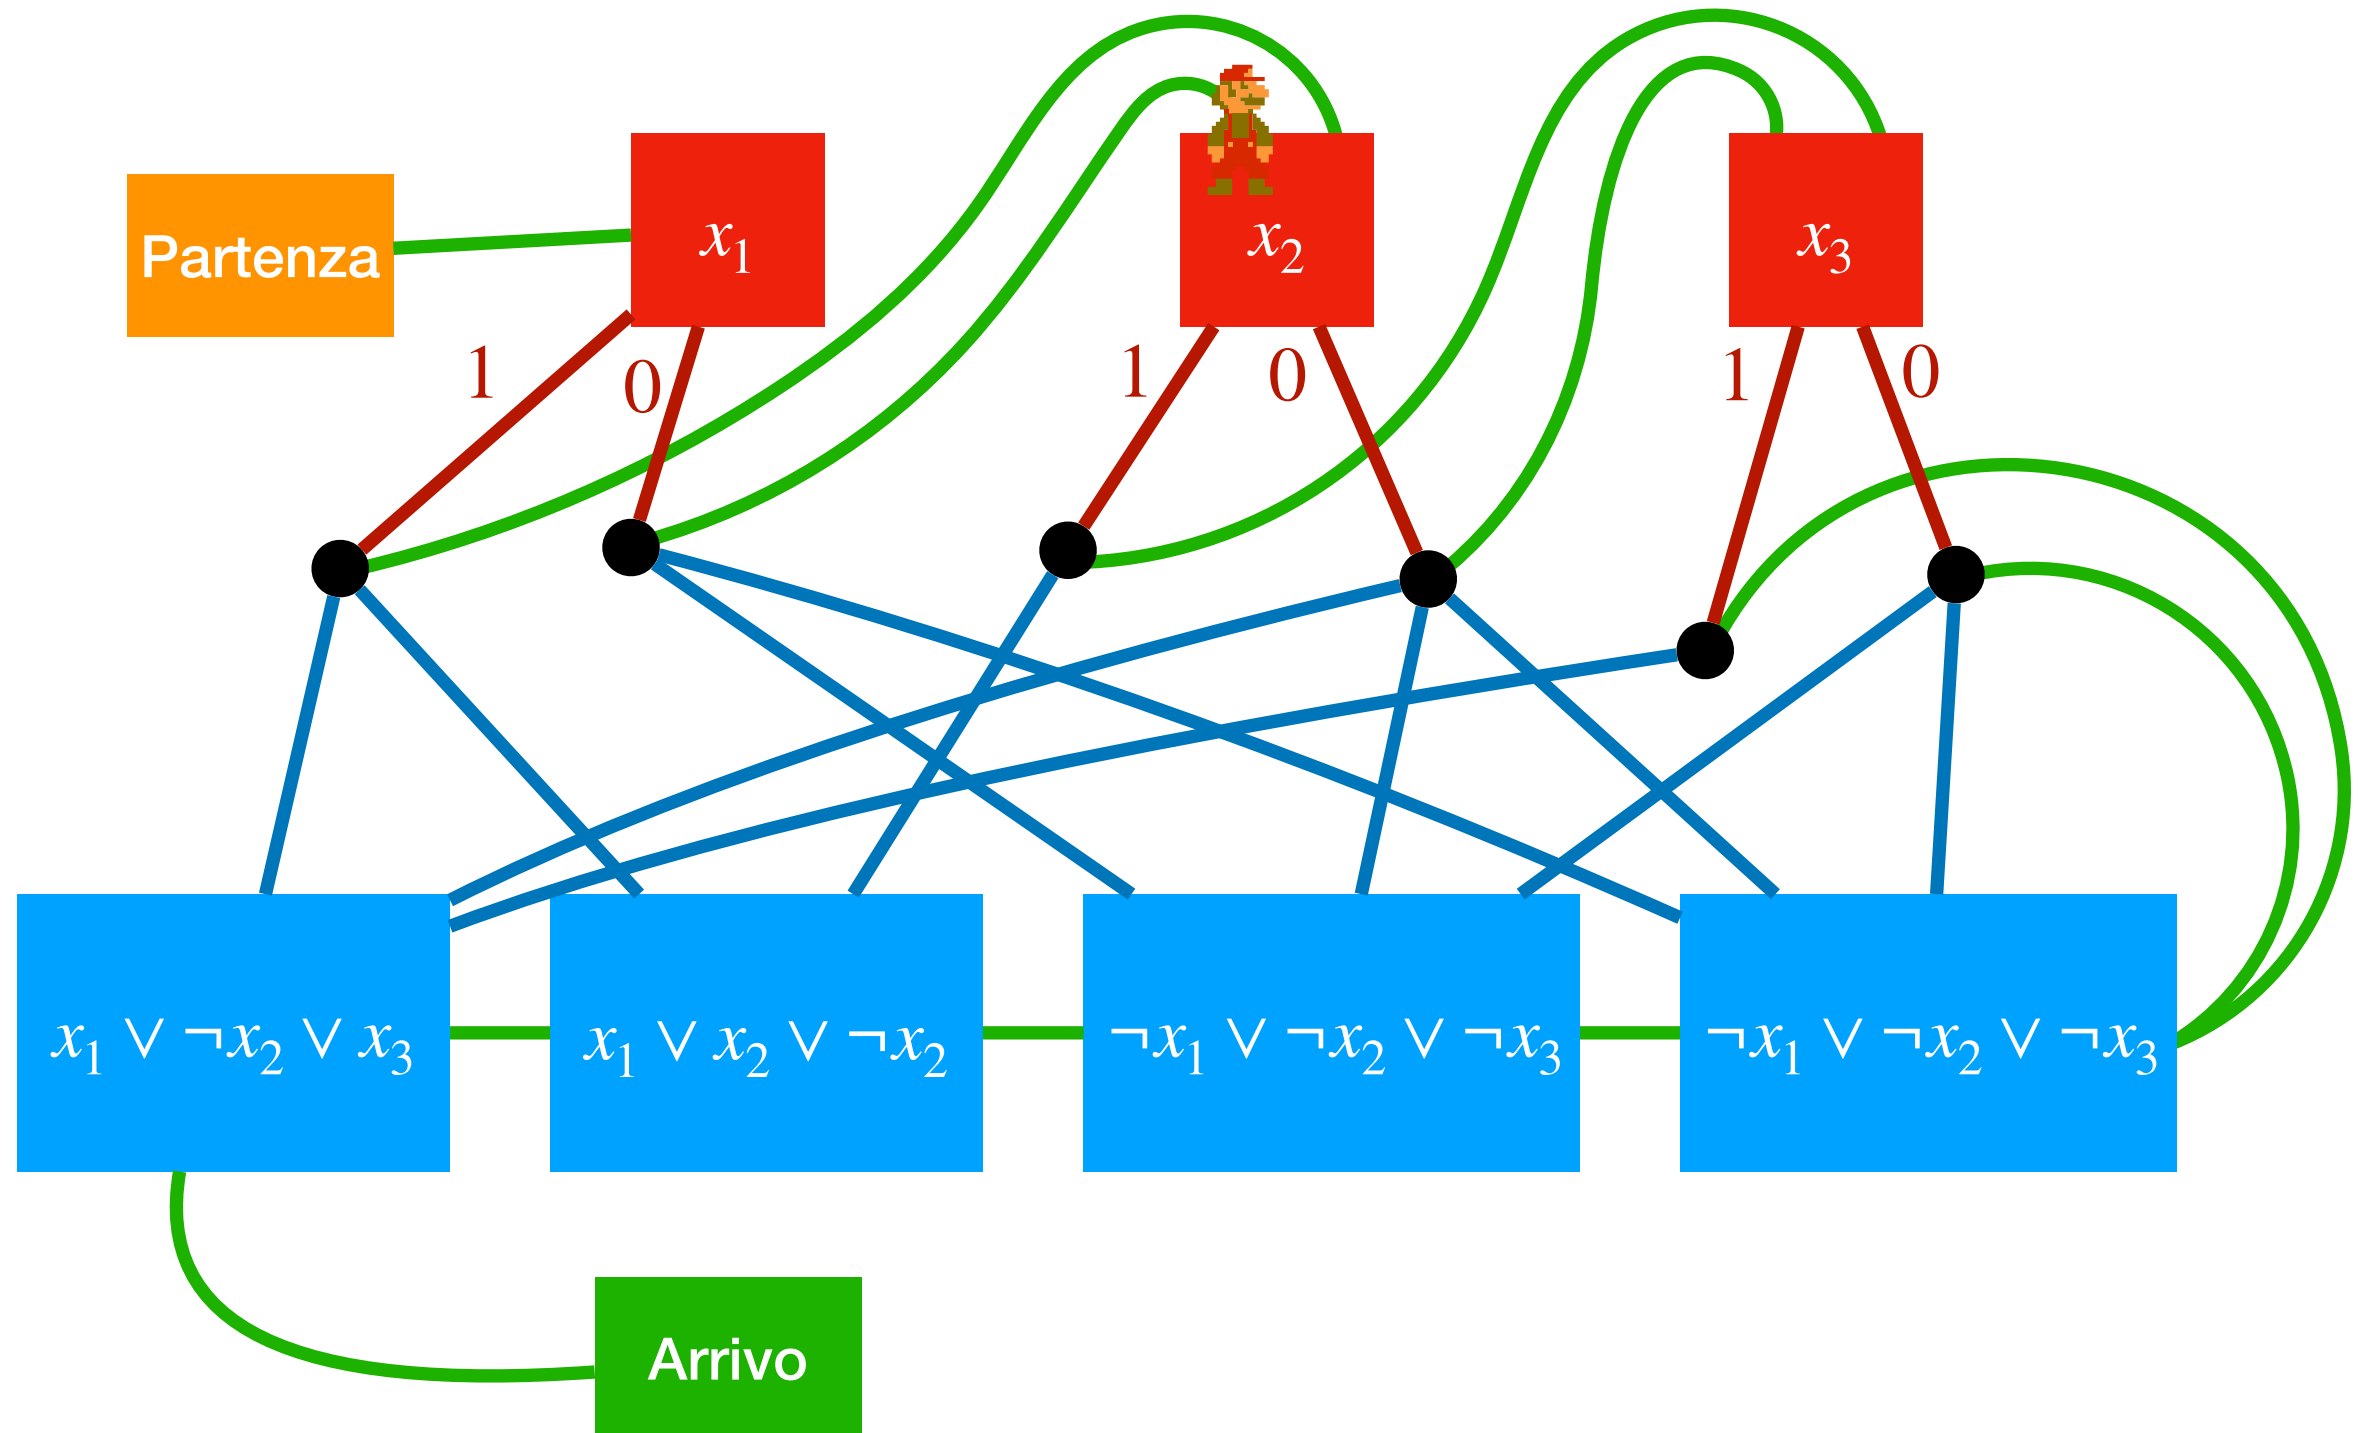 Partenza
x₁
x₂
x₃
1
0
1
0
1
0
x₁ ∨ ¬x₂ ∨ x₃
x₁ ∨ x₂ ∨ ¬x₂
¬x₁ ∨ ¬x₂ ∨ ¬x₃
¬x₁ ∨ ¬x₂ ∨ ¬x₃
Arrivo